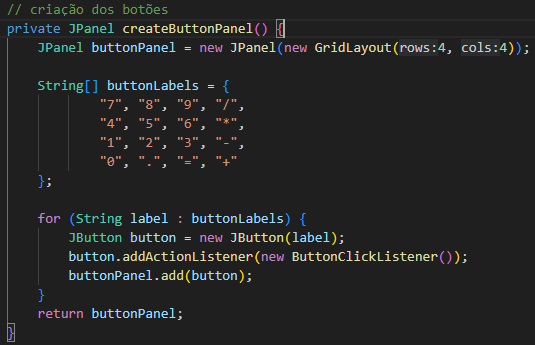 // criação dos botões
private JPanel createButtonPanel() {
    JPanel buttonPanel = new JPanel(new GridLayout(rows:4, cols:4));

    String[] buttonLabels = {
            "7", "8", "9", "/",
            "4", "5", "6", "*",
            "1", "2", "3", "-",
            "0", ".", "=", "+"
    };

    for (String label : buttonLabels) {
        JButton button = new JButton(label);
        button.addActionListener(new ButtonClickListener());
        buttonPanel.add(button);
    }
    return buttonPanel;
}